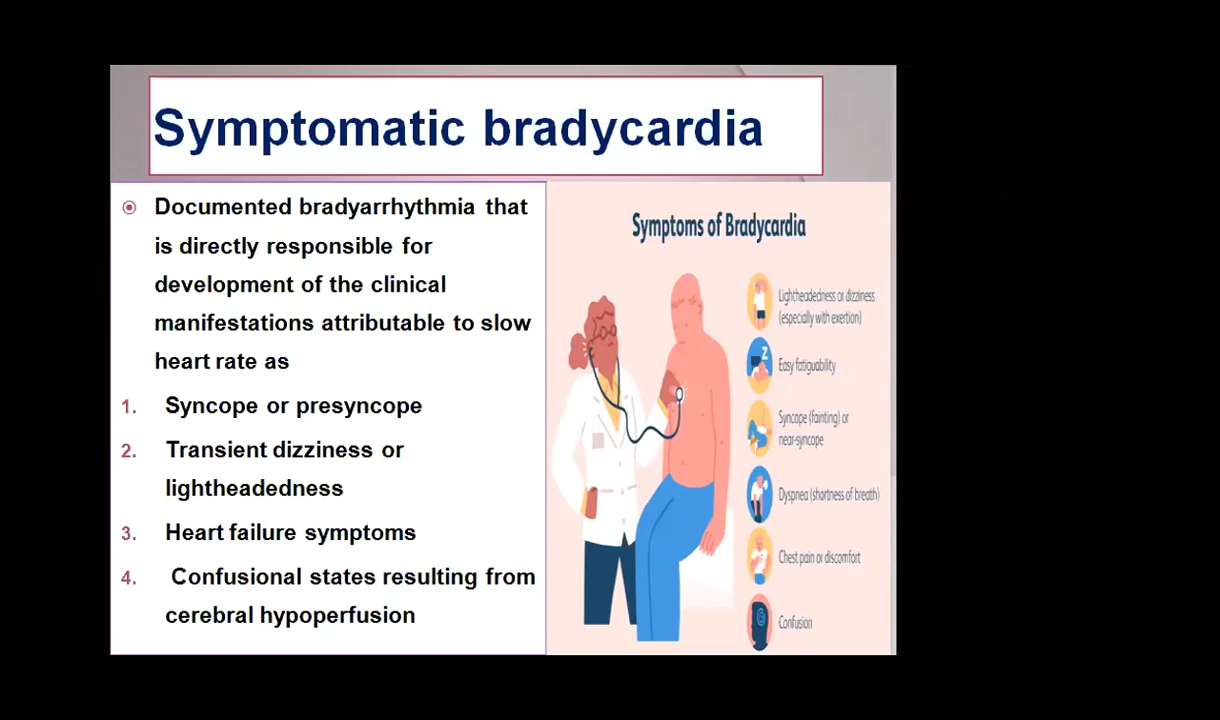 Symptomatic bradycardia
Documented bradyarrhythmia that
is directly responsible for
development of the clinical
manifestations attributable to slow
heart rate as
1. Syncope or presyncope
2. Transient dizziness or
lightheadedness
3. Heart failure symptoms
4. Confusional states resulting from
cerebral hypoperfusion
Symptoms of Bradycardia
Lightheadedness or dizziness
(especially with exertion)
Easy fatiguability
Syncope (fainting) or
near-syncope
Dyspnea (shortness of breath)
Chest pain or discomfort
Confusion